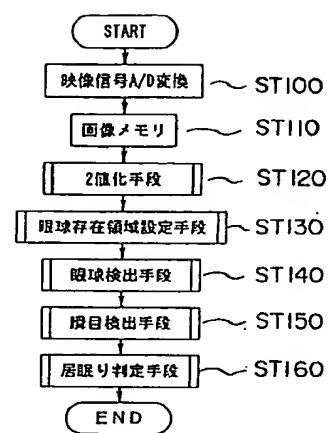 START
映像信号A/D変換 ST100
画像メモリ ST110
2値化手段 ST120
眼球存在領域設定手段 ST130
眼球検出手段 ST140
瞬目検出手段 ST150
居眠り判定手段 ST160
END